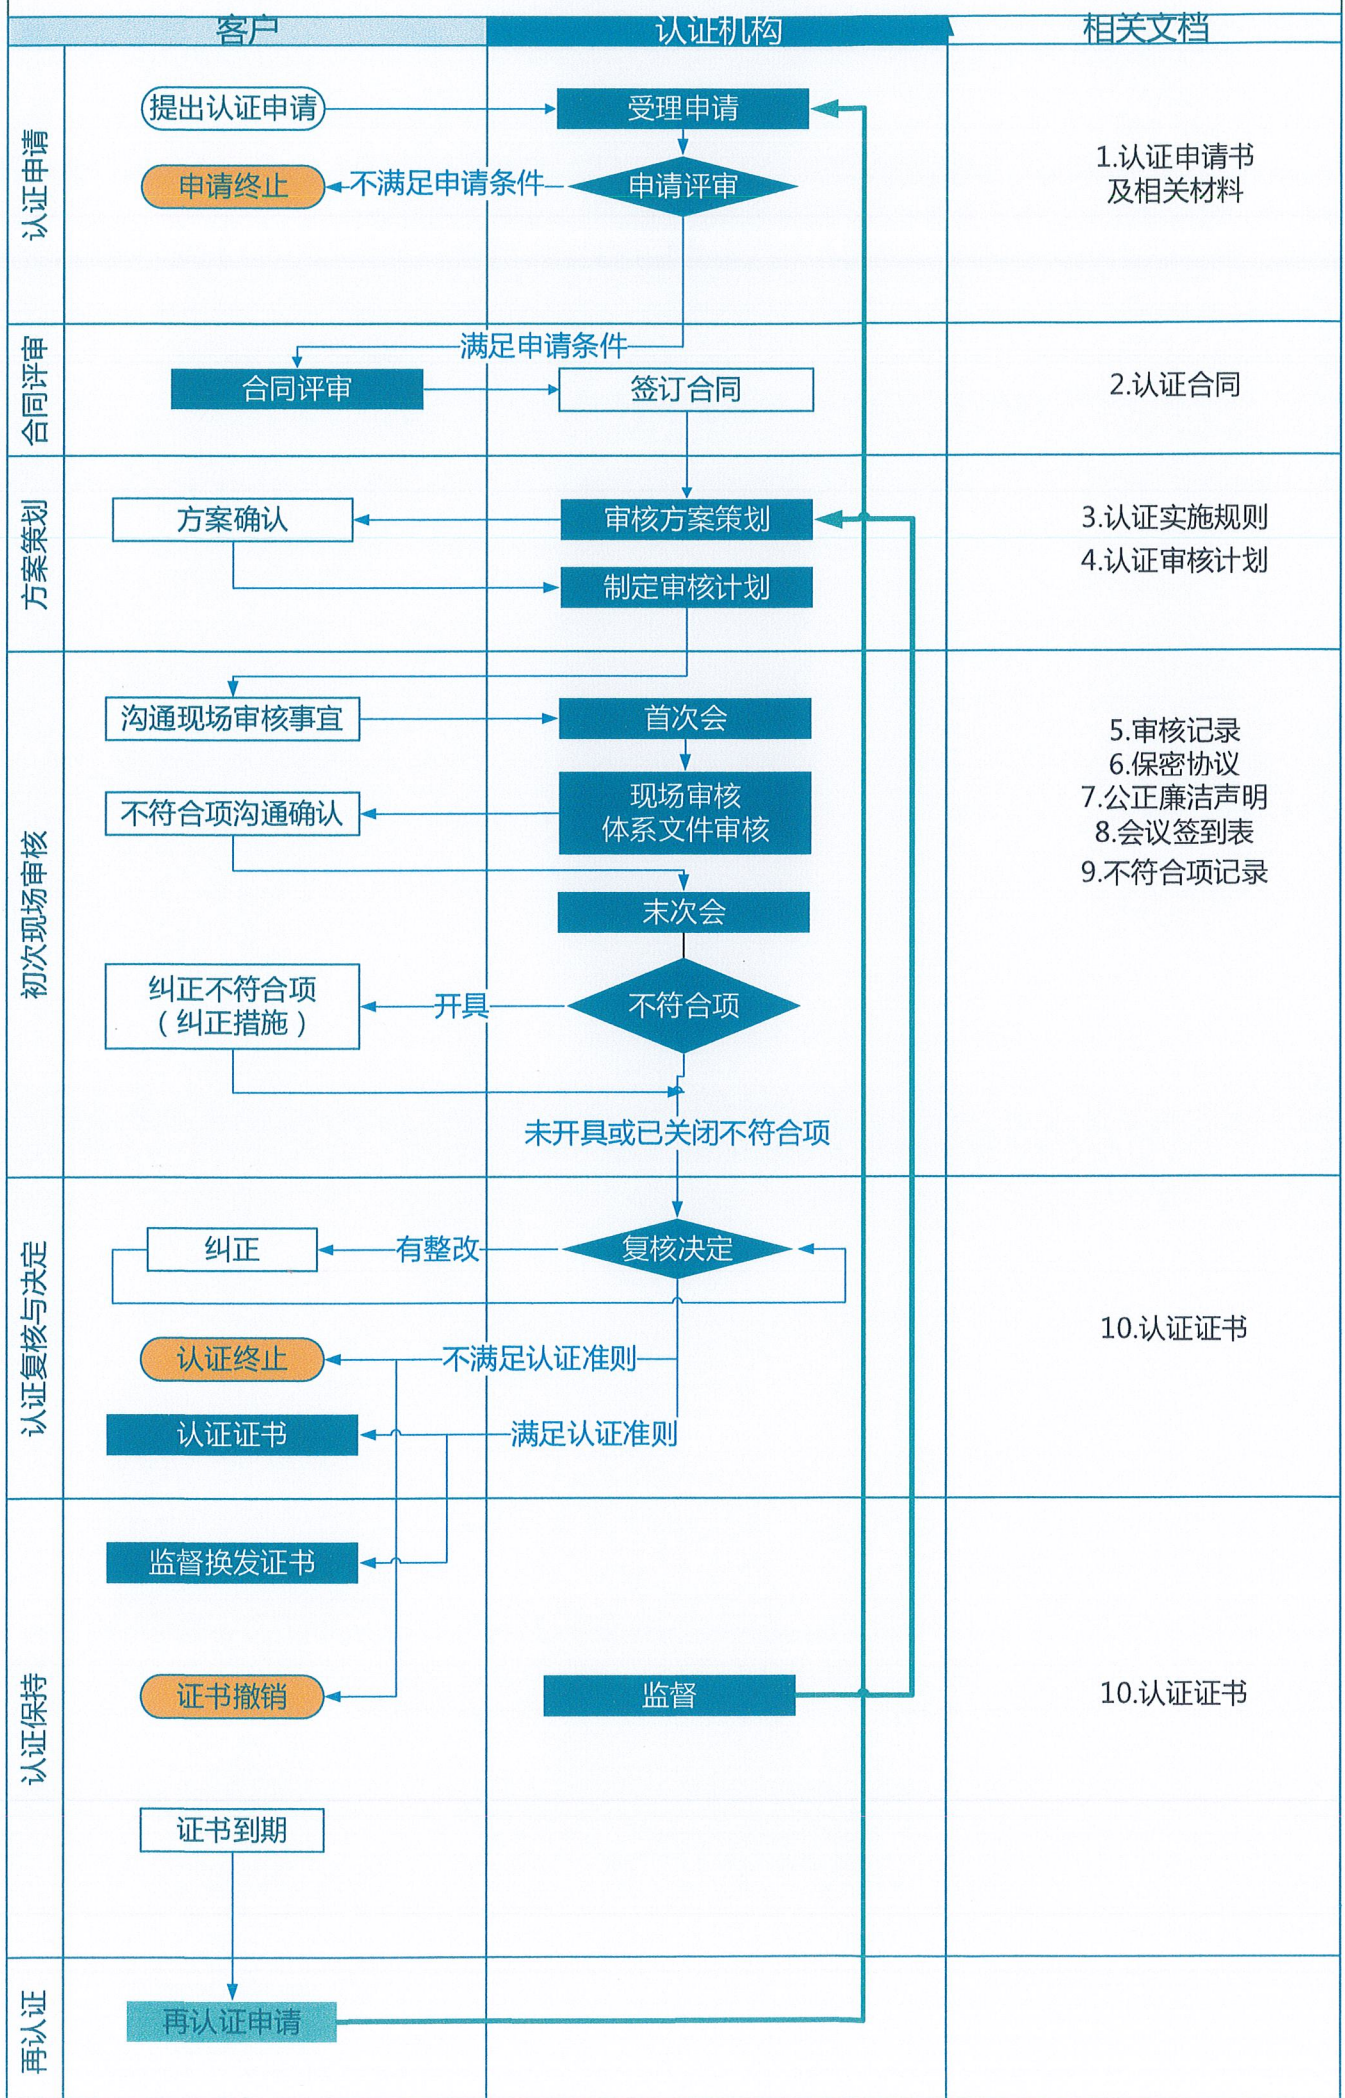 客户
认证机构
相关文档
认证申请
提出认证申请
受理申请
申请终止
不满足申请条件
申请评审
1.认证申请书
及相关材料
合同评审
满足申请条件
合同评审
签订合同
2.认证合同
方案策划
方案确认
审核方案策划
制定审核计划
3.认证实施规则
4.认证审核计划
初次现场审核
沟通现场审核事宜
首次会
不符合项沟通确认
现场审核
体系文件审核
末次会
纠正不符合项
（纠正措施）
开具
不符合项
未开具或已关闭不符合项
5.审核记录
6.保密协议
7.公正廉洁声明
8.会议签到表
9.不符合项记录
认证复核与决定
纠正
有整改
复核决定
认证终止
不满足认证准则
认证证书
满足认证准则
10.认证证书
认证保持
监督换发证书
证书撤销
监督
证书到期
10.认证证书
再认证
再认证申请